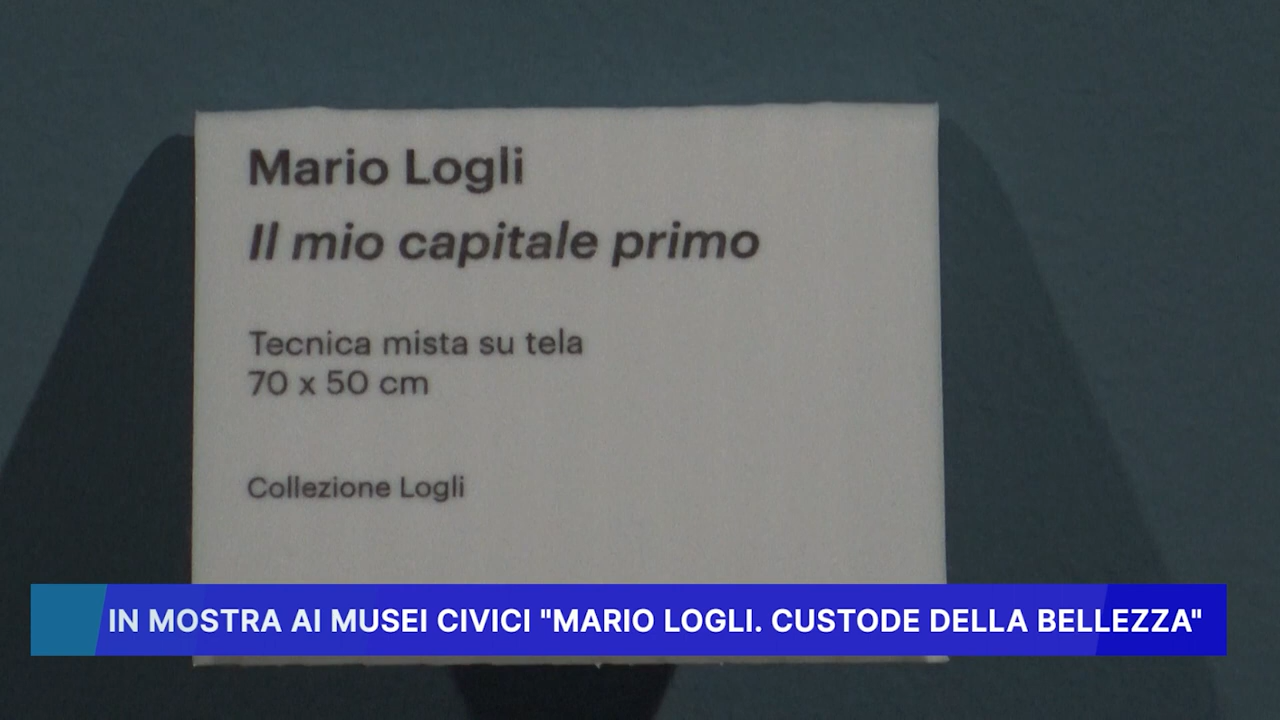 Mario Logli
Il mio capitale primo
Tecnica mista su tela
70 x 50 cm
Collezione Logli
IN MOSTRA AI MUSEI CIVICI "MARIO LOGLI. CUSTODE DELLA BELLEZZA"